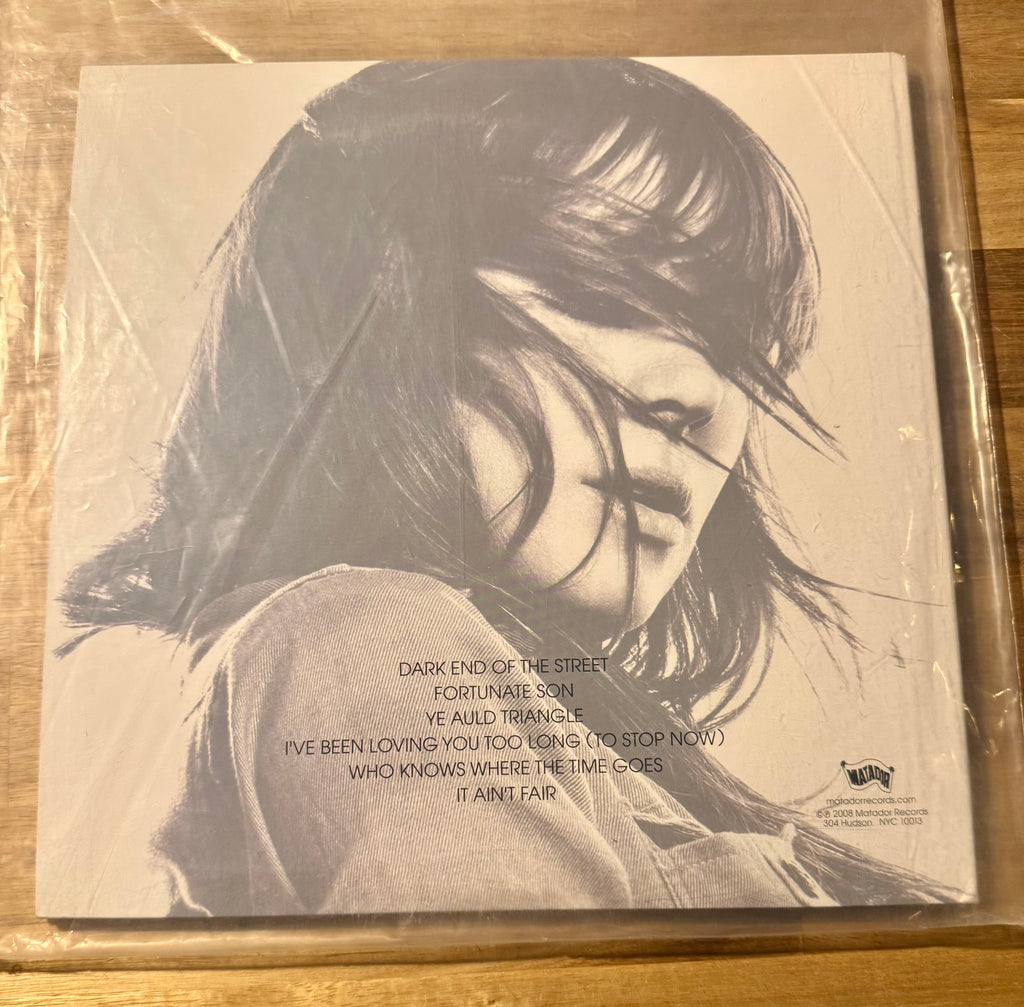 DARK END OF THE STREET
FORTUNATE SON
YE AULD TRIANGLE
I'VE BEEN LOVING YOU TOO LONG (TO STOP NOW)
WHO KNOWS WHERE THE TIME GOES
IT AIN'T FAIR
MATADOR
matadorrecords.com
©℗ 2008 Matador Records
304 Hudson, NYC 10013